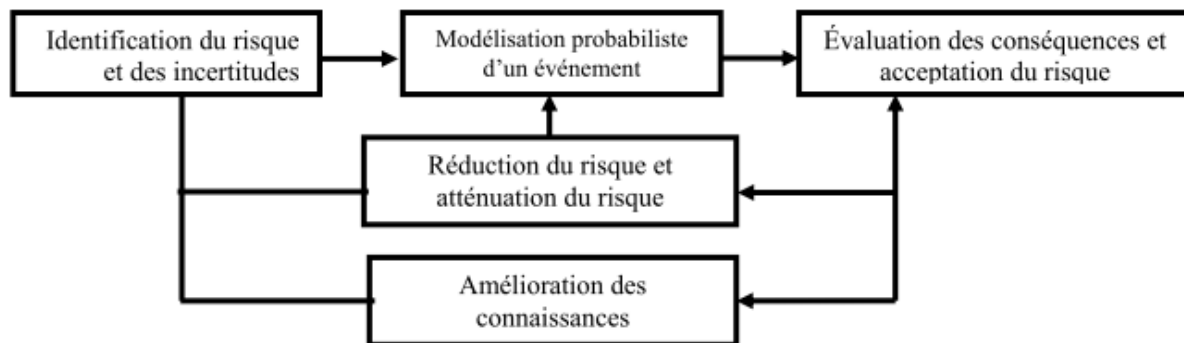 Identification du risque
et des incertitudes
Modélisation probabiliste
d'un événement
Évaluation des conséquences et
acceptation du risque
Réduction du risque et
atténuation du risque
Amélioration des
connaissances